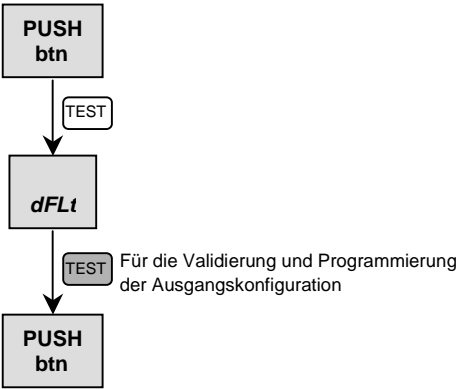 PUSH
btn
TEST
dFLt
TEST
Für die Validierung und Programmierung
der Ausgangskonfiguration
PUSH
btn